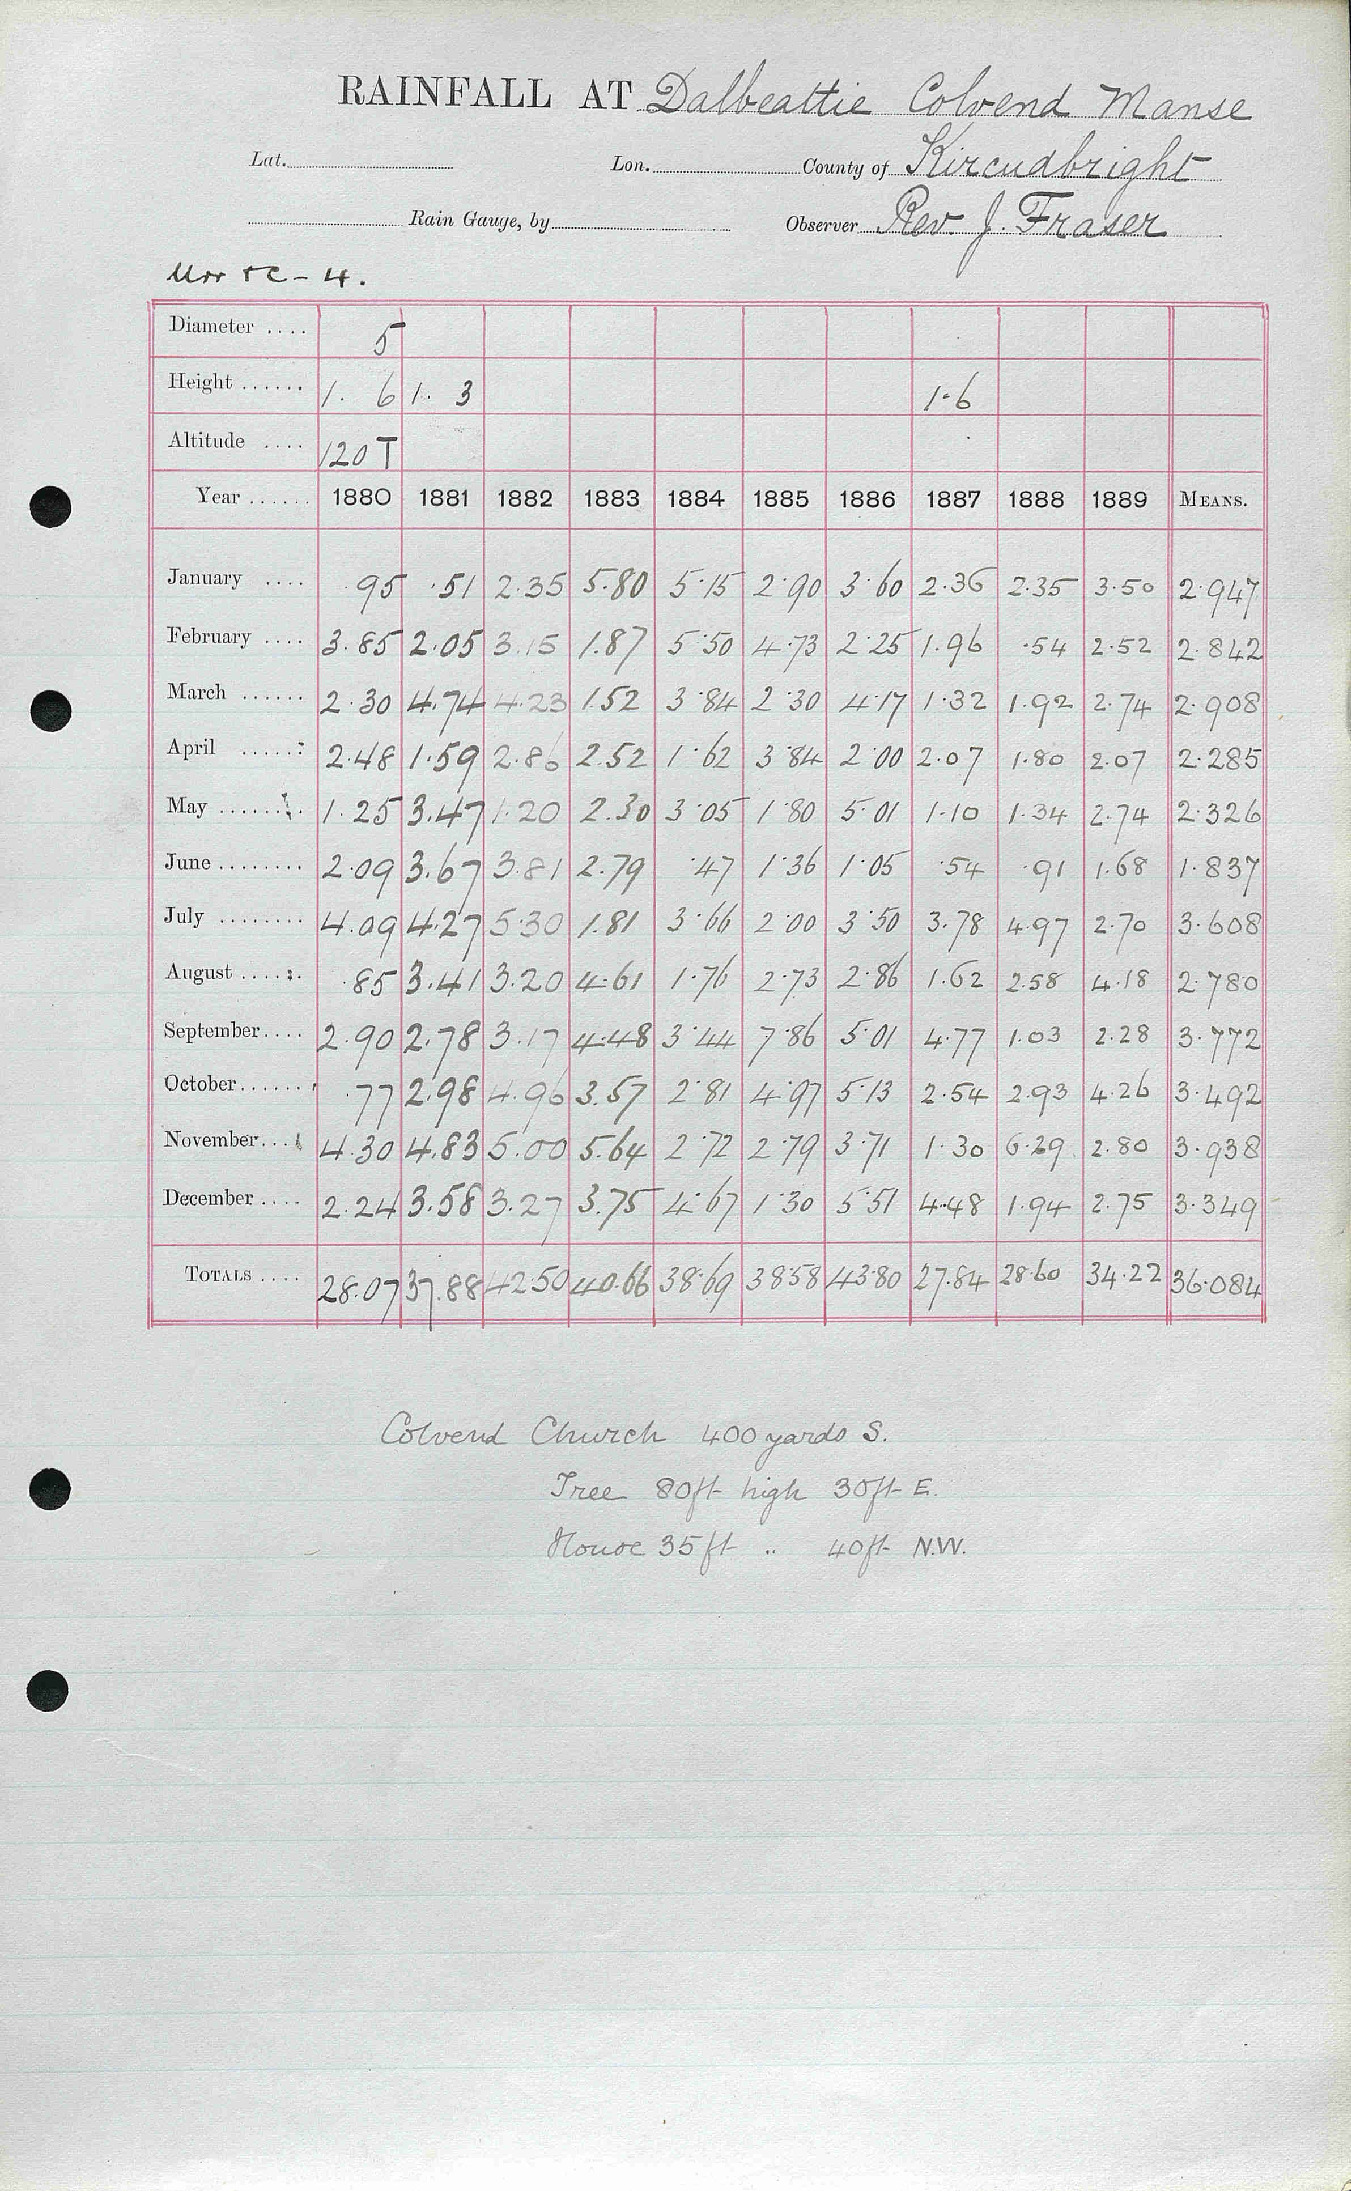 RAINFALL AT Dalbeattie Colvend Manse
Lat. Lon. County of Kircudbright
Rain Gauge, by Observer Rev. J. Fraser
- 4.
Diameter .... 5
Height ...... 1. 6 1. 3 1.6
Altitude .... 120 T
Year ...... 1880 1881 1882 1883 1884 1885 1886 1887 1888 1889 MEANS.
January .... .95 .51 2.35 5.80 5.15 2.90 3.60 2.36 2.35 3.50 2.947
February .... 3.85 2.05 3.15 1.87 5.50 4.73 2.25 1.96 .54 2.52 2.842
March ...... 2.30 4.74 4.23 1.52 3.84 2.30 4.17 1.32 1.92 2.74 2.908
April ...... 2.48 1.59 2.86 2.52 1.62 3.84 2.00 2.07 1.80 2.07 2.285
May ........ 1.25 3.47 1.20 2.30 3.05 1.80 5.01 1.10 1.34 2.74 2.326
June ........ 2.09 3.67 3.81 2.79 .47 1.36 1.05 .54 .91 1.68 1.837
July ........ 4.09 4.27 5.30 1.81 3.66 2.00 3.50 3.78 4.97 2.70 3.608
August ...... .85 3.41 3.20 4.61 1.76 2.73 2.86 1.62 2.58 4.18 2.780
September.... 2.90 2.78 3.17 4.48 3.44 7.86 5.01 4.77 1.03 2.28 3.772
October....... .77 2.98 4.96 3.57 2.81 4.97 5.13 2.54 2.93 4.26 3.492
November.... 4.30 4.83 5.00 5.64 2.72 2.79 3.71 1.30 6.29 2.80 3.938
December .... 2.24 3.58 3.27 3.75 4.67 1.30 5.51 4.48 1.94 2.75 3.349
TOTALS .... 28.07 37.88 42.50 40.66 38.69 38.58 43.80 27.84 28.60 34.22 36.084
Colvend Church 400 yards S.
Tree 80ft high 30ft E.
House 35ft " 40ft N.W.